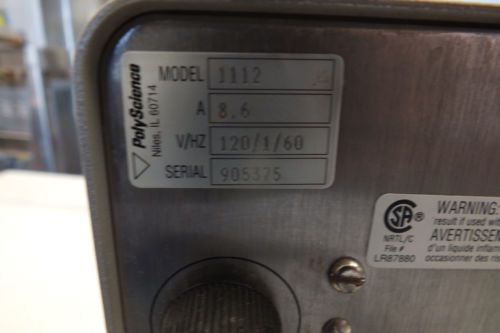 PolyScience
Niles, IL 60714
MODEL 1112
A 8.6
V/HZ 120/1/60
SERIAL 905375
CSA ®
NRTL/C
File #
LR87880
WARNING:
result if used
AVERTISSEM
d'un liquide inflam
occasionner des ris